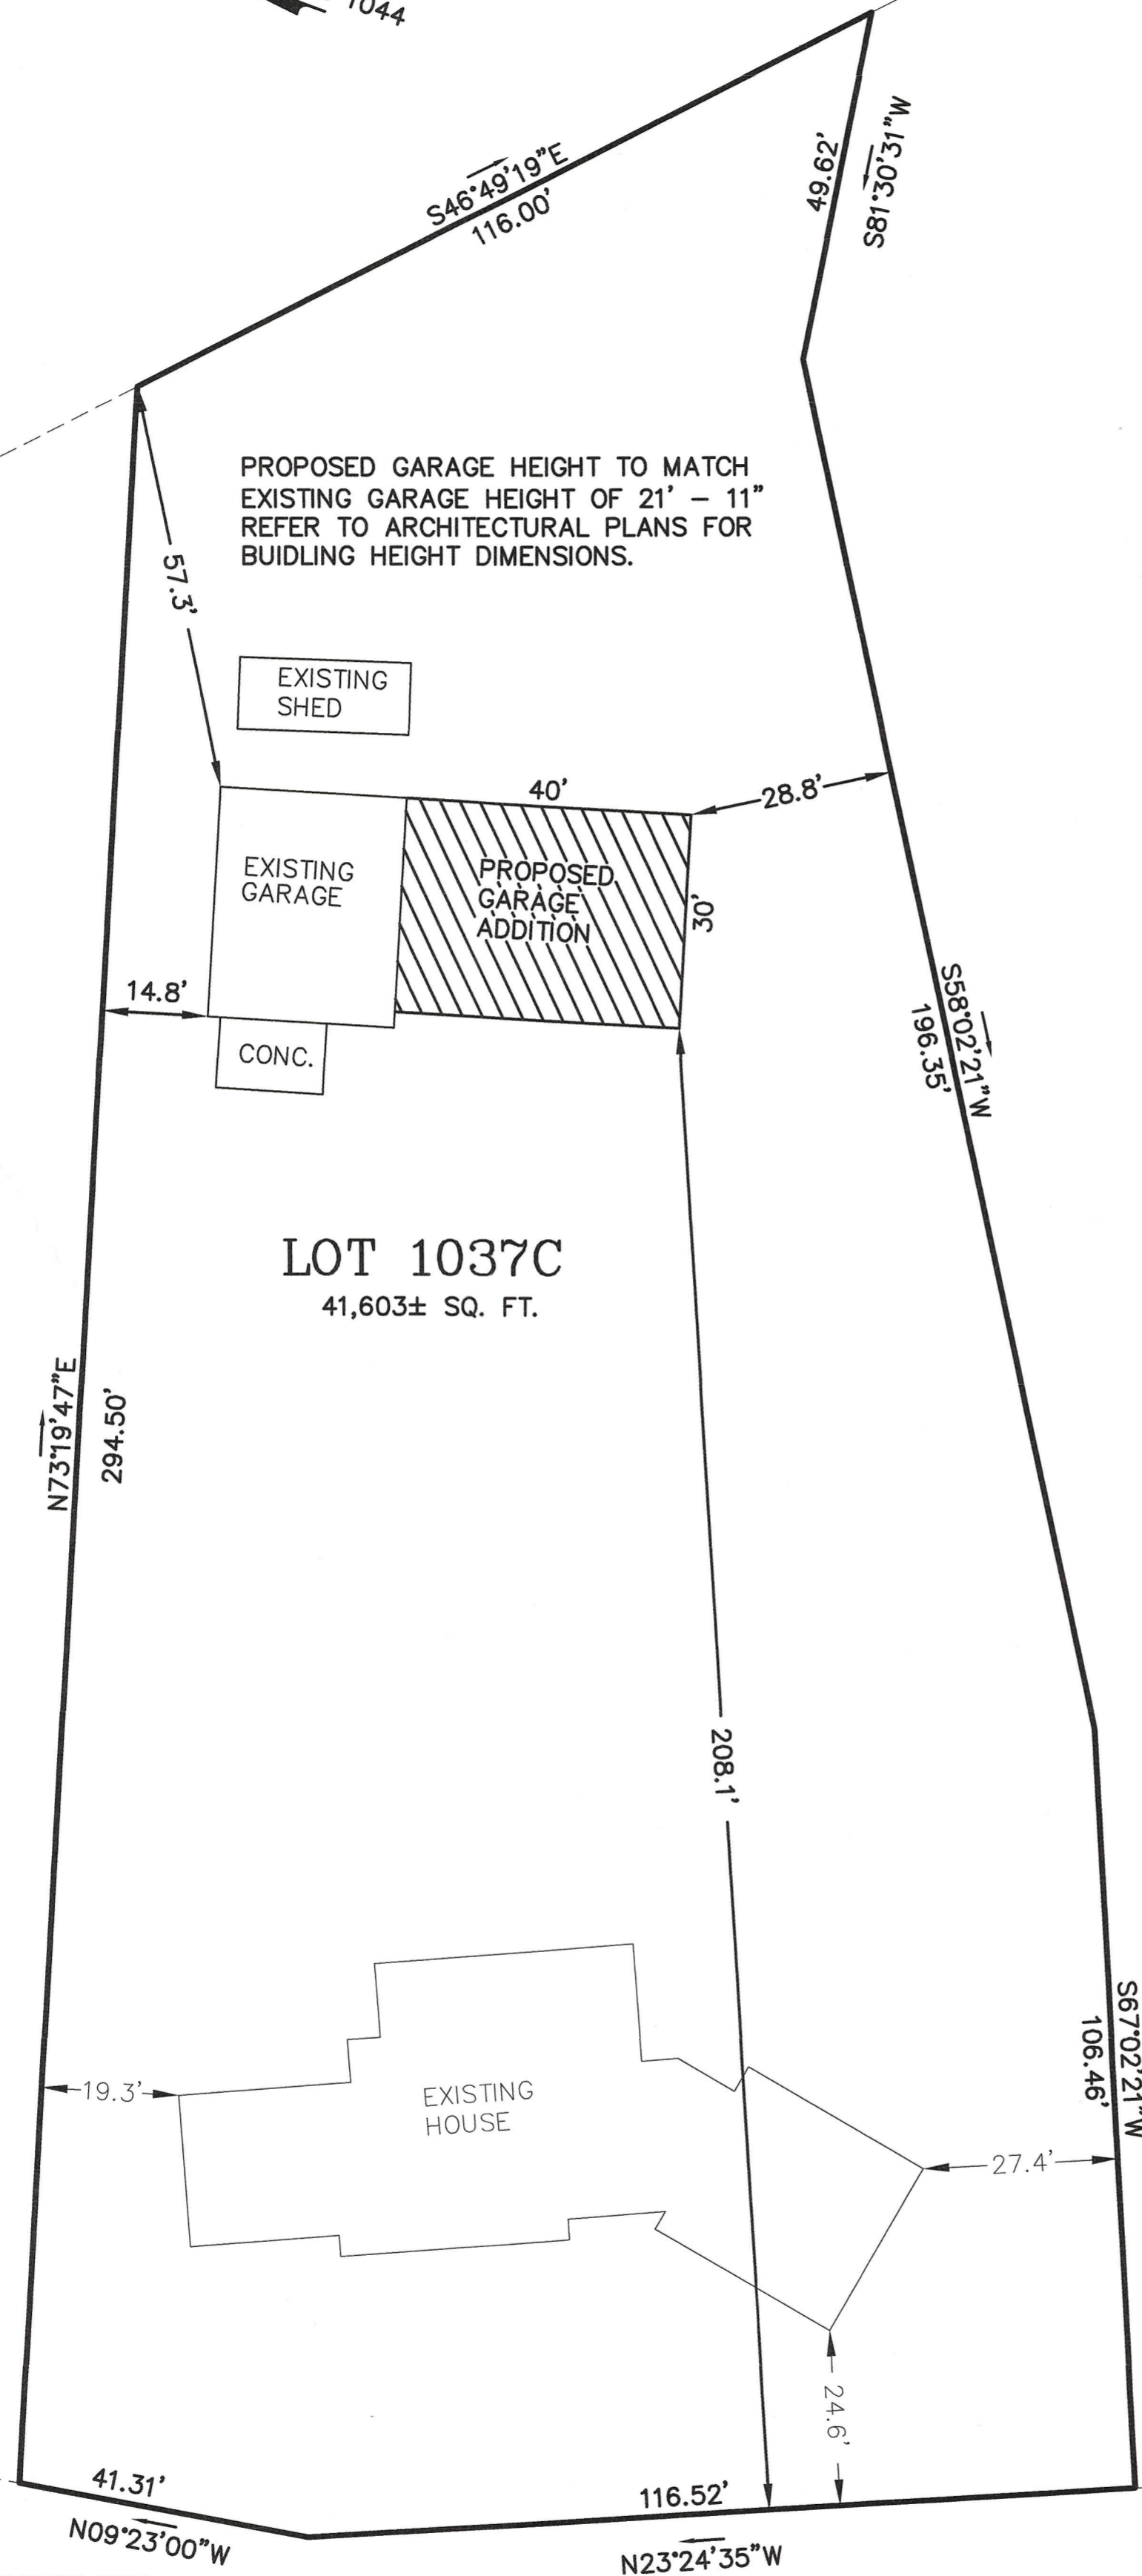 1044
S46°49'19"E
116.00'
49.62'
S81°30'31"W
PROPOSED GARAGE HEIGHT TO MATCH
EXISTING GARAGE HEIGHT OF 21' – 11"
REFER TO ARCHITECTURAL PLANS FOR
BUIDLING HEIGHT DIMENSIONS.
57.3'
EXISTING
SHED
40'
28.8'
EXISTING
GARAGE
PROPOSED
GARAGE
ADDITION
30'
14.8'
CONC.
S58°02'21"W
196.35'
LOT 1037C
41,603± SQ. FT.
N73°19'47"E
294.50'
208.1'
S67°02'21"W
106.46'
19.3'
EXISTING
HOUSE
27.4'
24.6'
41.31'
N09°23'00"W
116.52'
N23°24'35"W